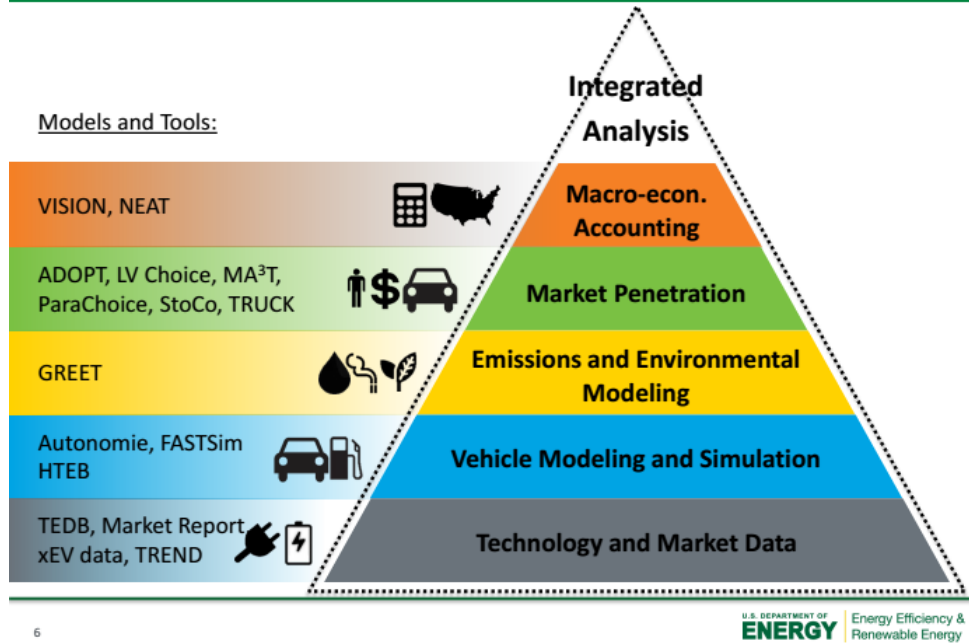 Integrated
Analysis
Models and Tools:
VISION, NEAT
Macro-econ.
Accounting
ADOPT, LV Choice, MA³T,
ParaChoice, StoCo, TRUCK
$
Market Penetration
GREET
Emissions and Environmental
Modeling
Autonomie, FASTSim
HTEB
Vehicle Modeling and Simulation
TEDB, Market Report
xEV data, TREND
Technology and Market Data
6
U.S. DEPARTMENT OF
ENERGY
Energy Efficiency &
Renewable Energy